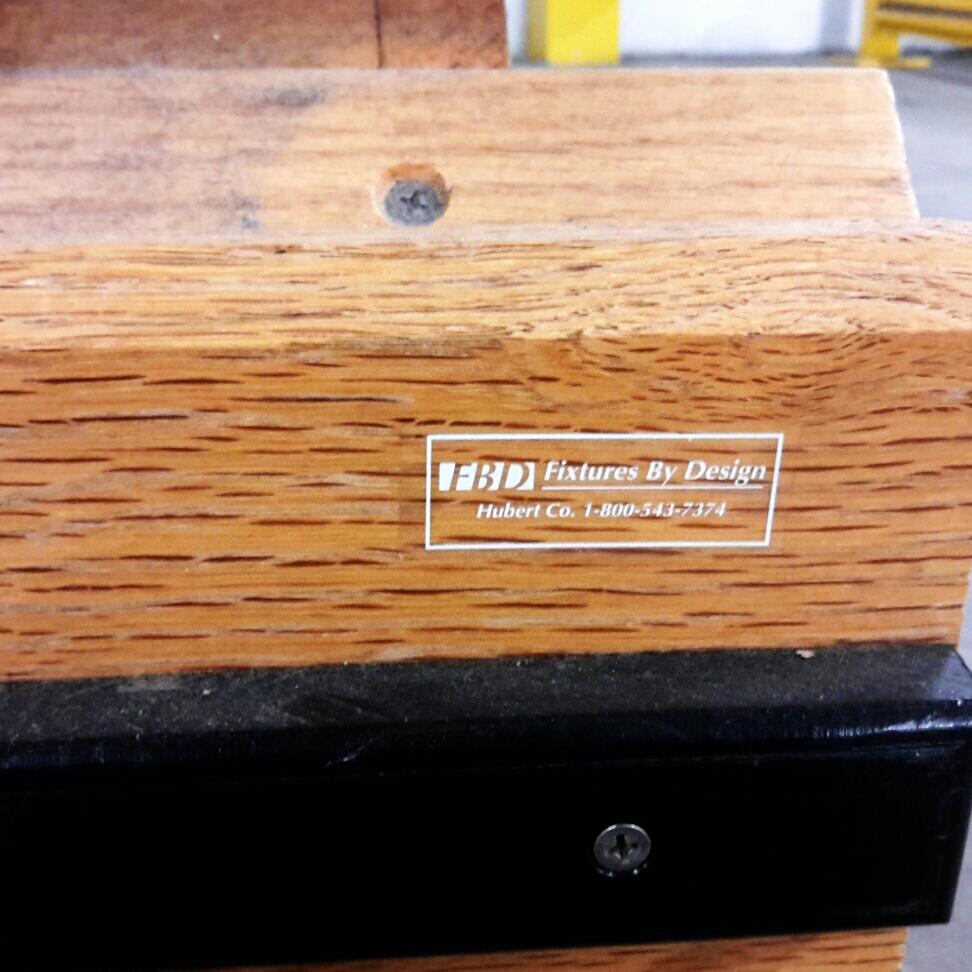 FBD Fixtures By Design
Hubert Co. 1-800-543-7374